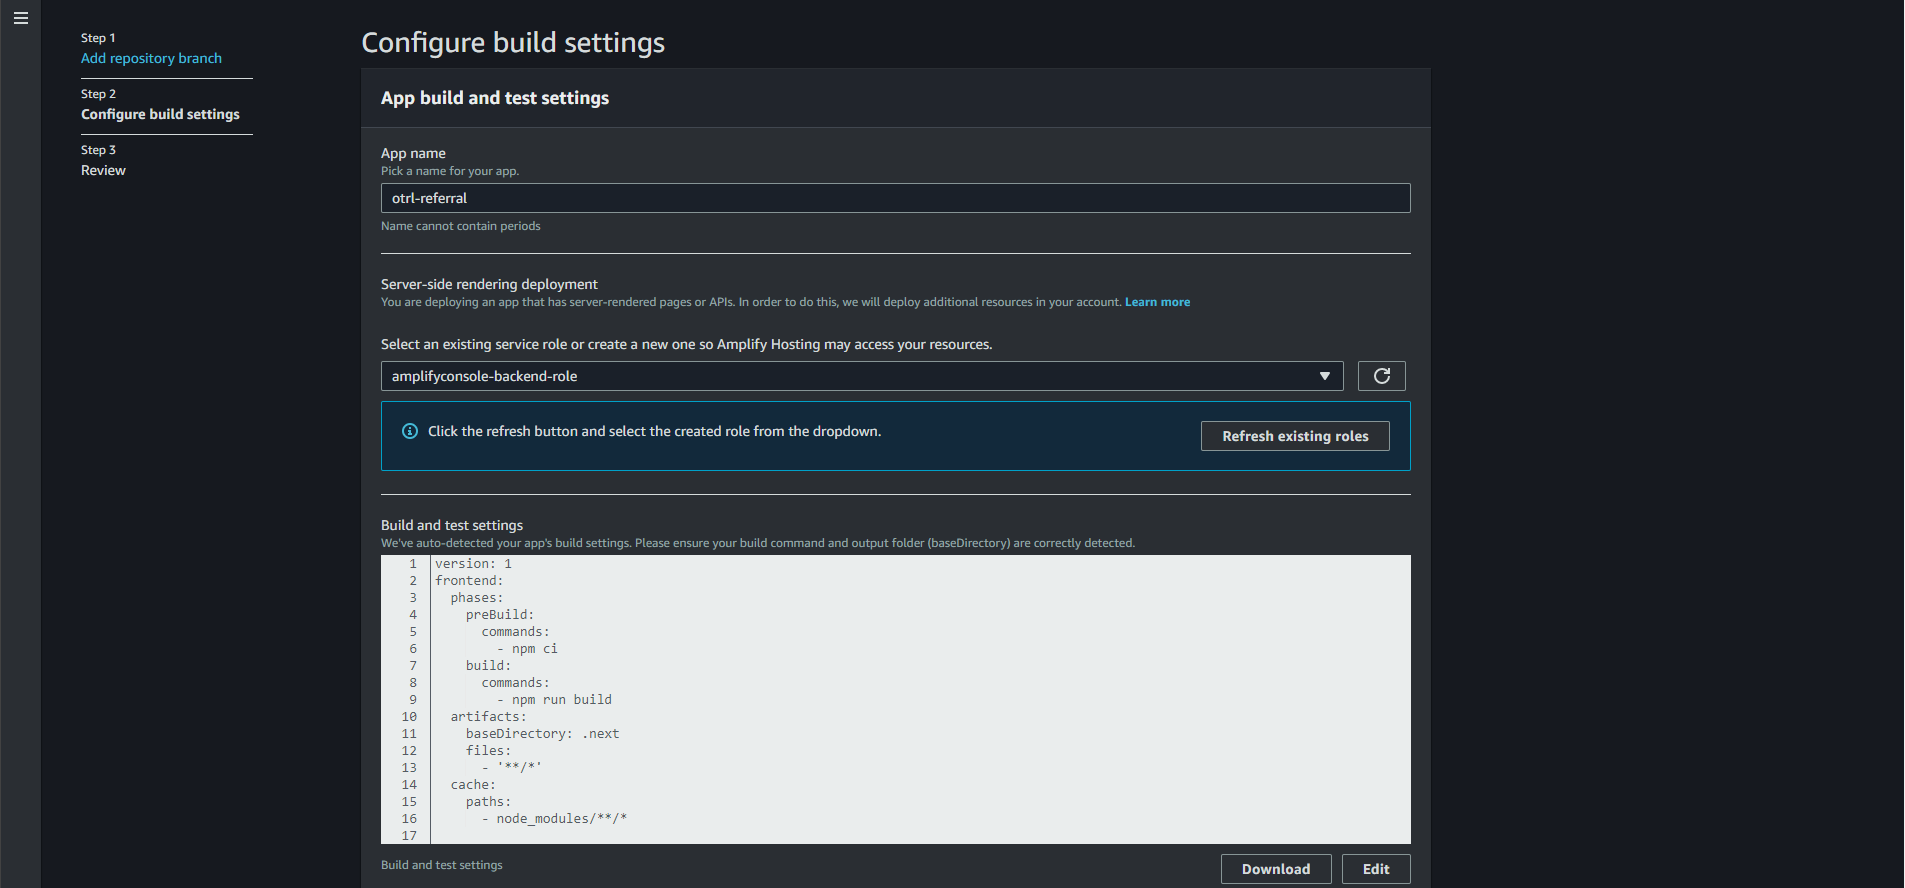 Step 1
Add repository branch
Step 2
Configure build settings
Step 3
Review
Configure build settings
App build and test settings
App name
Pick a name for your app.
otrl-referral
Name cannot contain periods
Server-side rendering deployment
You are deploying an app that has server-rendered pages or APIs. In order to do this, we will deploy additional resources in your account. Learn more
Select an existing service role or create a new one so Amplify Hosting may access your resources.
amplifyconsole-backend-role
Click the refresh button and select the created role from the dropdown.
Refresh existing roles
Build and test settings
We've auto-detected your app's build settings. Please ensure your build command and output folder (baseDirectory) are correctly detected.
1 version: 1
2 frontend:
3   phases:
4     preBuild:
5       commands:
6         - npm ci
7     build:
8       commands:
9         - npm run build
10   artifacts:
11     baseDirectory: .next
12     files:
13       - '**/*'
14   cache:
15     paths:
16       - node_modules/**/*
17
Build and test settings
Download
Edit